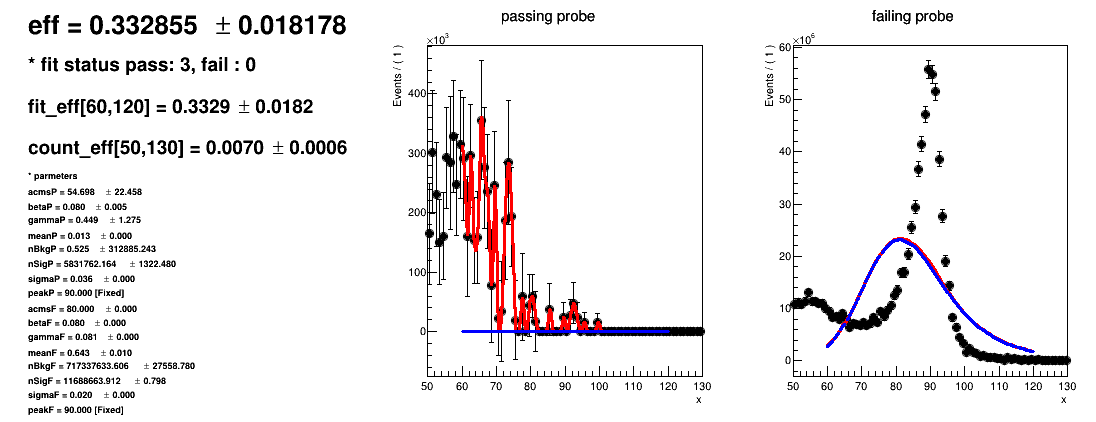 eff = 0.332855 ± 0.018178
* fit status pass: 3, fail : 0
fit_eff[60,120] = 0.3329 ± 0.0182
count_eff[50,130] = 0.0070 ± 0.0006
* parmeters
acmsP = 54.698 ± 22.458
betaP = 0.080 ± 0.005
gammaP = 0.449 ± 1.275
meanP = 0.013 ± 0.000
nBkgP = 0.525 ± 312885.243
nSigP = 5831762.164 ± 1322.480
sigmaP = 0.036 ± 0.000
peakP = 90.000 [Fixed]
acmsF = 80.000 ± 0.000
betaF = 0.080 ± 0.000
gammaF = 0.081 ± 0.000
meanF = 0.643 ± 0.010
nBkgF = 717337633.606 ± 27558.780
nSigF = 11688663.912 ± 0.798
sigmaF = 0.020 ± 0.000
peakF = 90.000 [Fixed]
passing probe
×10³
Events / ( 1 )
400
300
200
100
0
50 60 70 80 90 100 110 120 130
x
failing probe
×10⁶
Events / ( 1 )
60
50
40
30
20
10
0
50 60 70 80 90 100 110 120 130
x